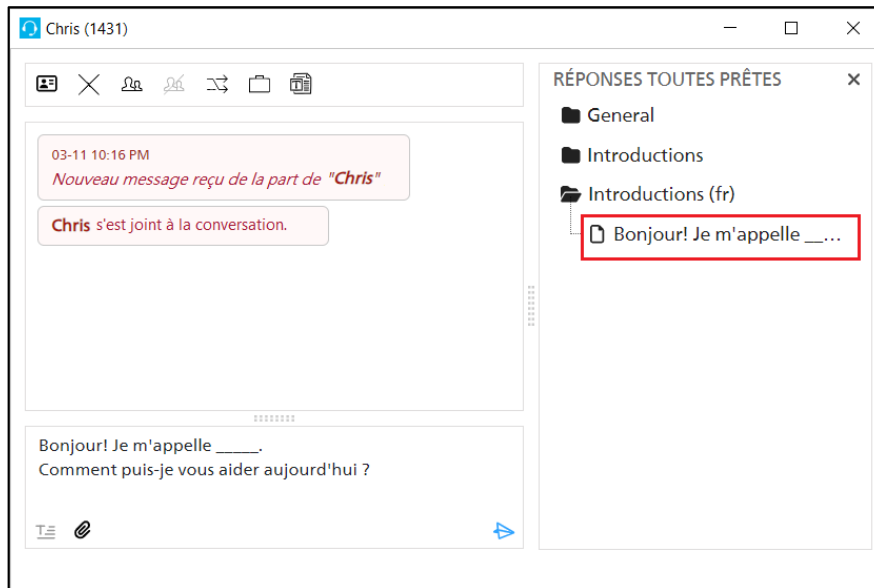 Chris (1431)
RÉPONSES TOUTES PRÊTES
General
Introductions
Introductions (fr)
Bonjour! Je m'appelle __...
03-11 10:16 PM
Nouveau message reçu de la part de "Chris"
Chris s'est joint à la conversation.
Bonjour! Je m'appelle _____.
Comment puis-je vous aider aujourd'hui ?